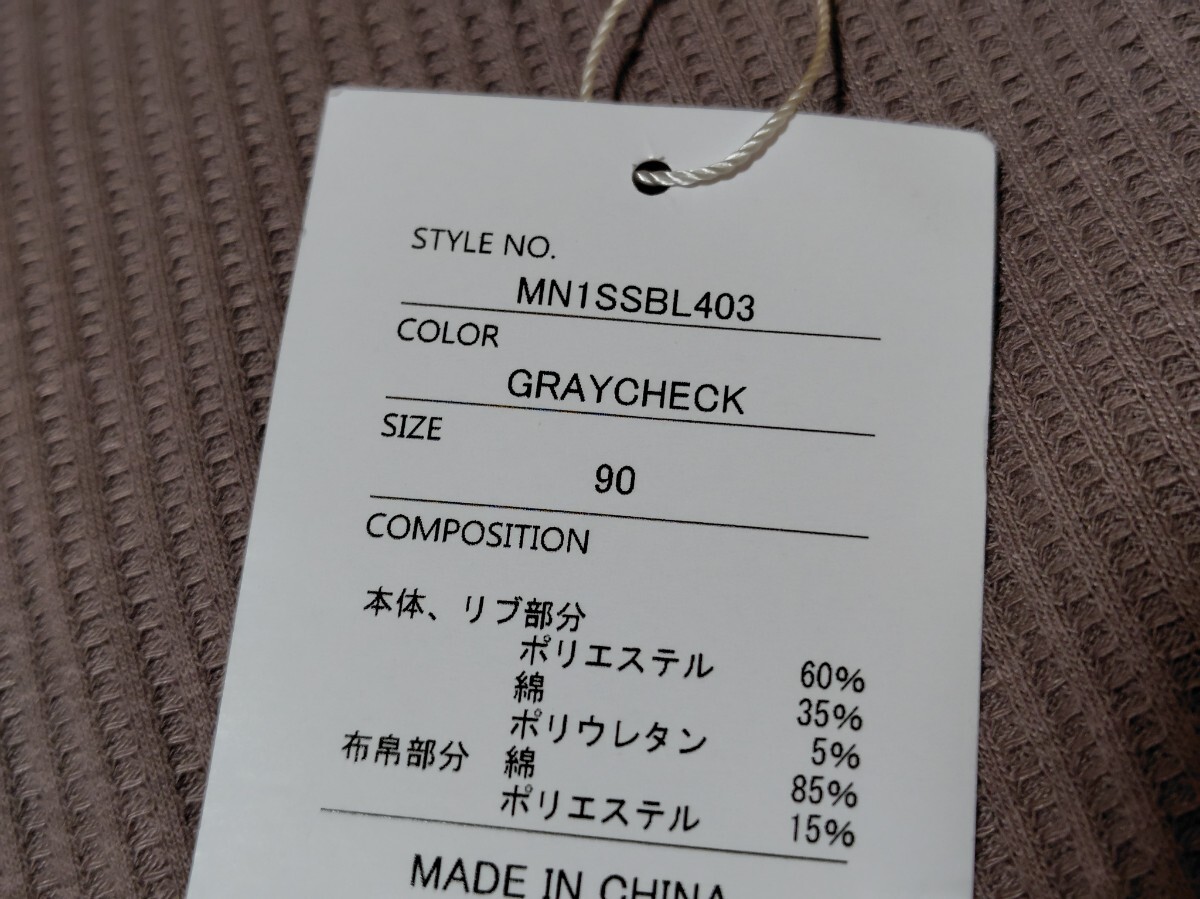 STYLE NO.
MN1SSBL403
COLOR
GRAYCHECK
SIZE
90
COMPOSITION
本体、リブ部分
ポリエステル 60%
綿 35%
ポリウレタン 5%
布帛部分 綿 85%
ポリエステル 15%
MADE IN CHINA